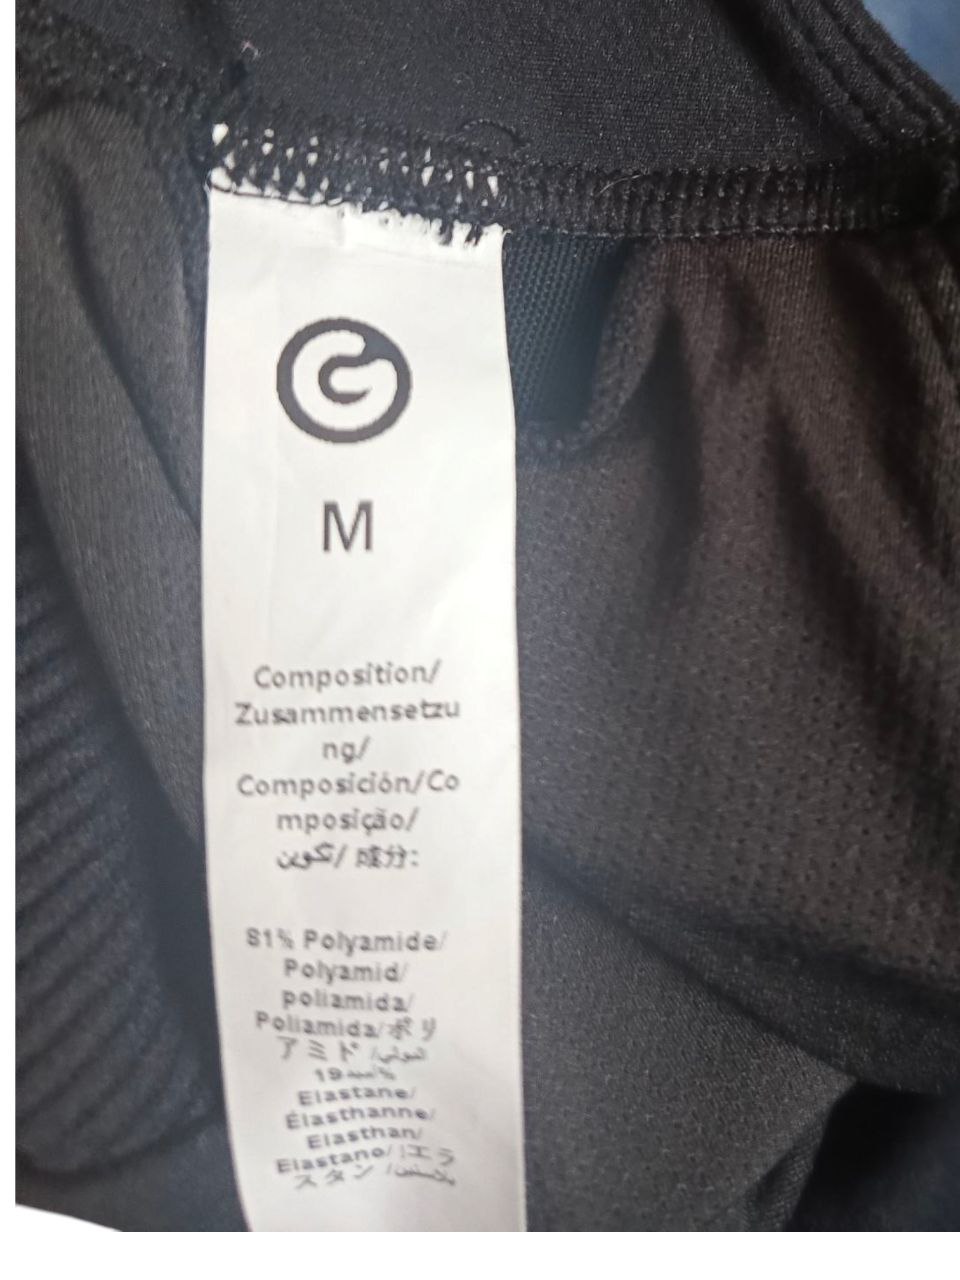 M
Composition/
Zusammensetzu
ng/
Composición/Co
mposição/
تكوين/ 成分:
81% Polyamide/
Polyamid/
poliamida/
Poliamida/ポリ
アミド/
19%
Elastane/
Élasthanne/
Elasthan/
Elastano/エラ
スタン/